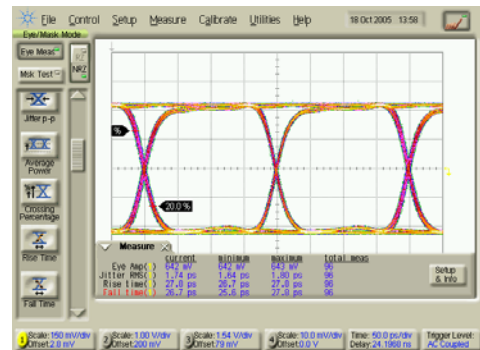 File Control Setup Measure Calibrate Utilities Help 18 Oct 2005 13:58
Eye/Mask Mode
Eye Meas
NRZ
Msk Test
Jitter p-p
Average Power
Crossing Percentage
Rise Time
Fall Time
%
20.0 %
Measure
current minimum maximum total meas
Eye Amp( ) 642 mV 642 mV 643 mV 96
Jitter RMS( ) 1.74 ps 1.64 ps 1.80 ps 96
Rise time( ) 27.8 ps 26.7 ps 27.8 ps 96
Fall time( ) 26.7 ps 25.6 ps 27.8 ps 96
Setup & Info
1 Scale: 150 mV/div Offset: 2.8 mV
2 Scale: 1.00 V/div Offset: 200 mV
3 Scale: 1.54 V/div Offset: 79 mV
4 Scale: 10.0 mV/div Offset: 0.0 V
Time: 50.0 ps/div Delay: 24.1960 ns
Trigger Level: AC Coupled